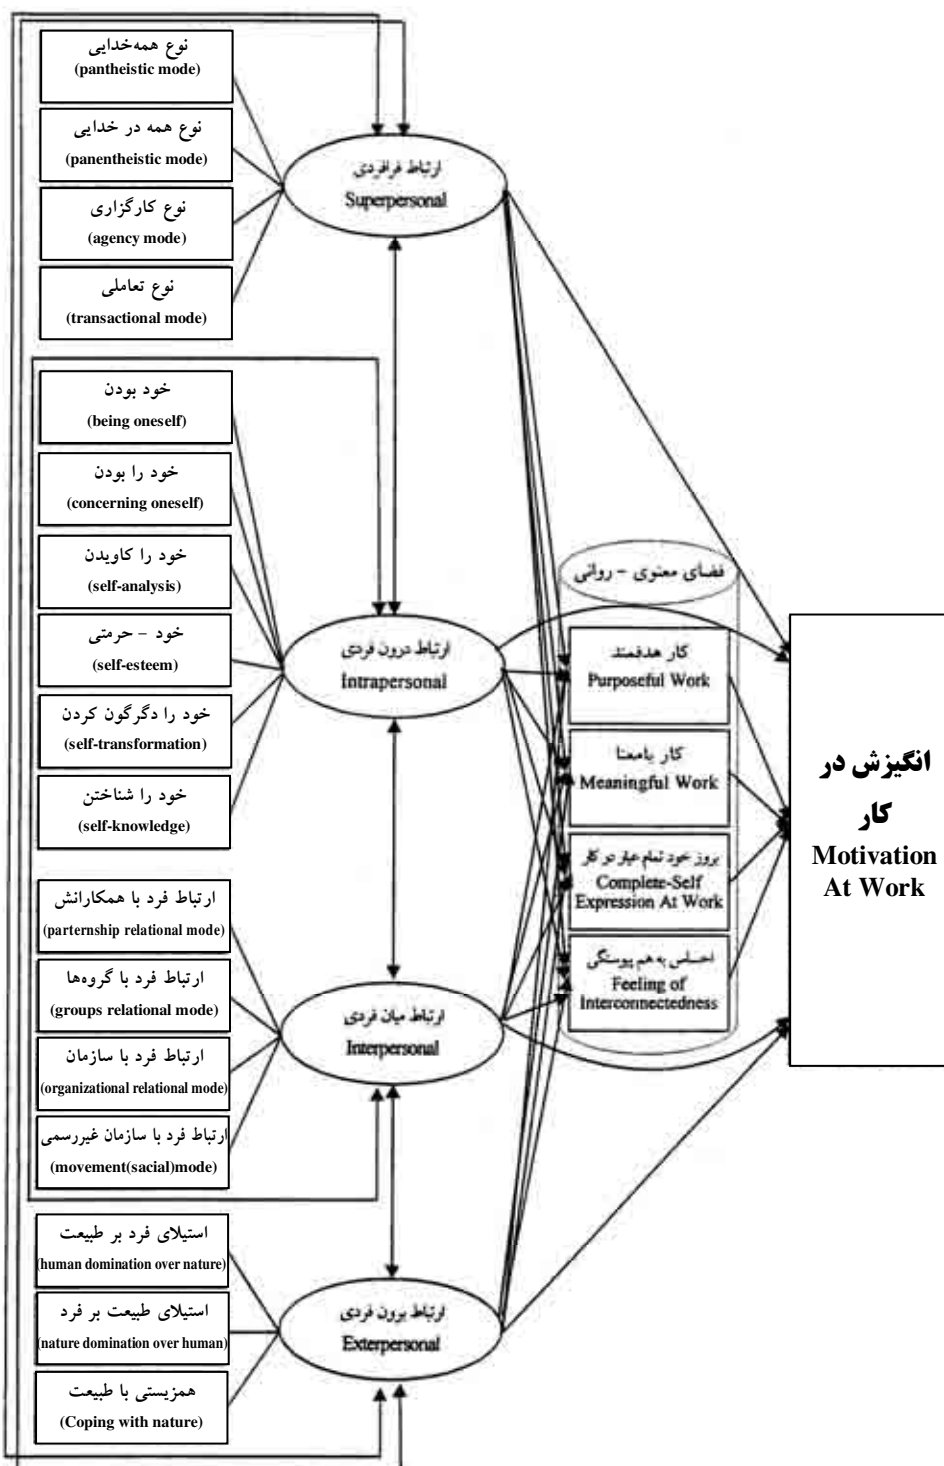 نوع همه‌خدایی
(pantheistic mode)
نوع همه در خدایی
(panentheistic mode)
نوع کارگزاری
(agency mode)
نوع تعاملی
(transactional mode)
ارتباط فرافردی
Superpersonal
خود بودن
(being oneself)
خود را بودن
(concerning oneself)
خود را کاویدن
(self-analysis)
خود – حرمتی
(self-esteem)
خود را دگرگون کردن
(self-transformation)
خود را شناختن
(self-knowledge)
ارتباط درون فردی
Intrapersonal
ارتباط فرد با همکارانش
(parternship relational mode)
ارتباط فرد با گروه‌ها
(groups relational mode)
ارتباط فرد با سازمان
(organizational relational mode)
ارتباط فرد با سازمان غیررسمی
(movement(sacial)mode)
ارتباط میان فردی
Interpersonal
استیلای فرد بر طبیعت
(human domination over nature)
استیلای طبیعت بر فرد
(nature domination over human)
همزیستی با طبیعت
(Coping with nature)
ارتباط برون فردی
Exterpersonal
فضای معنوی – روانی
کار هدفمند
Purposeful Work
کار بامعنا
Meaningful Work
بروز خود تمام عیار در کار
Complete-Self
Expression At Work
احساس به هم پیوستگی
Feeling of
Interconnectedness
انگیزش در
کار
Motivation
At Work